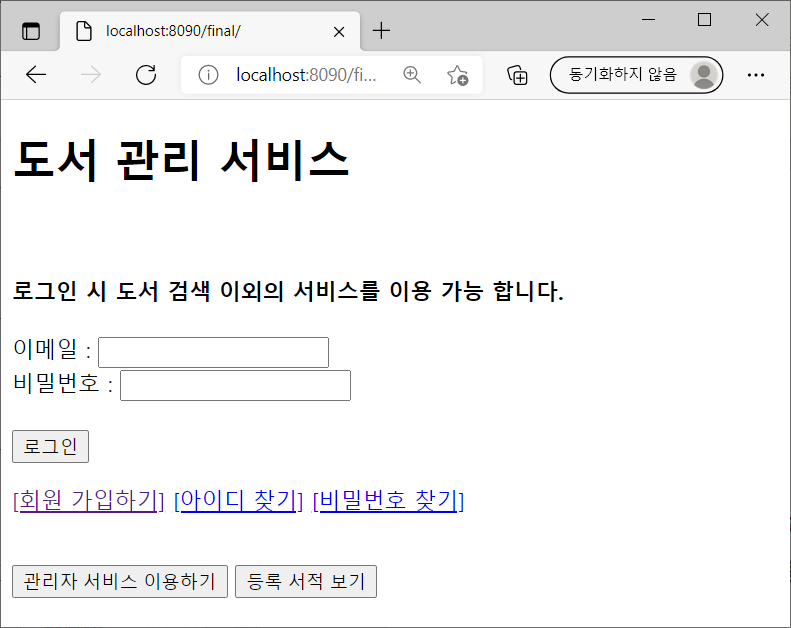 localhost:8090/final/
localhost:8090/fi...
동기화하지 않음
도서 관리 서비스
로그인 시 도서 검색 이외의 서비스를 이용 가능 합니다.
이메일 :
비밀번호 :
로그인
[회원 가입하기] [아이디 찾기] [비밀번호 찾기]
관리자 서비스 이용하기 등록 서적 보기